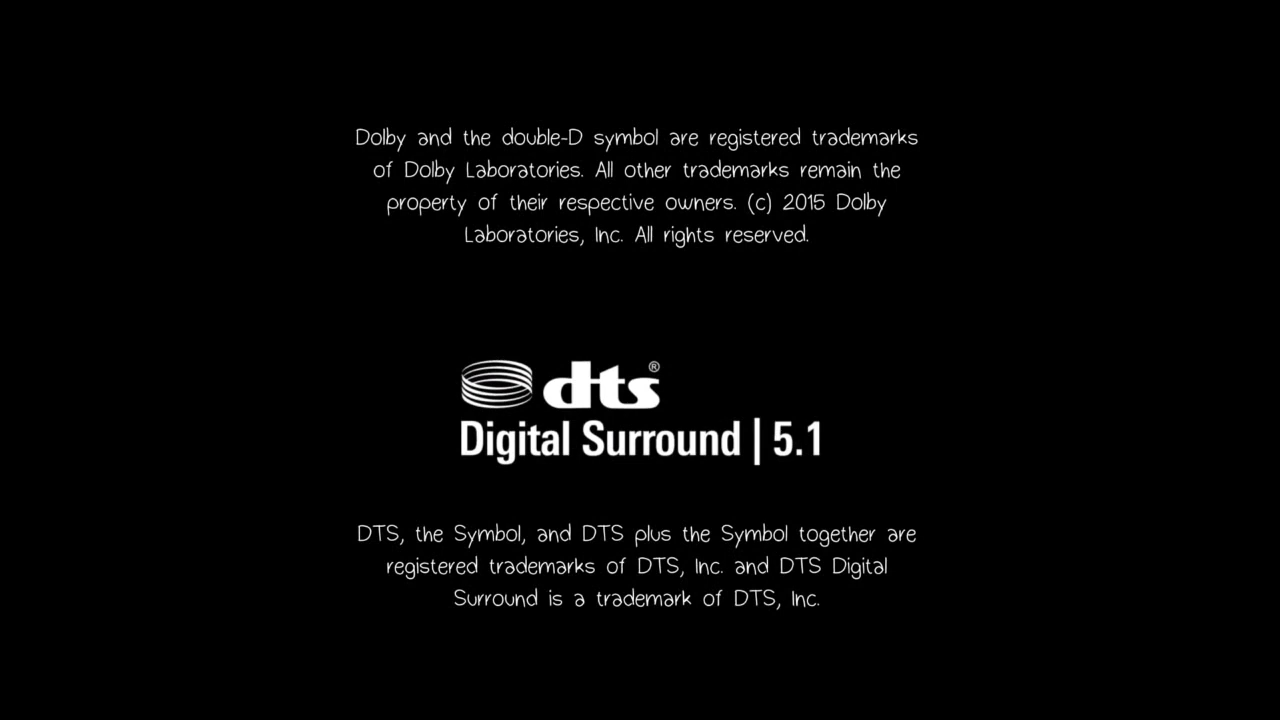 Dolby and the double-D symbol are registered trademarks
of Dolby Laboratories. All other trademarks remain the
property of their respective owners. (c) 2015 Dolby
Laboratories, Inc. All rights reserved.
dts®
Digital Surround | 5.1
DTS, the Symbol, and DTS plus the Symbol together are
registered trademarks of DTS, Inc. and DTS Digital
Surround is a trademark of DTS, Inc.